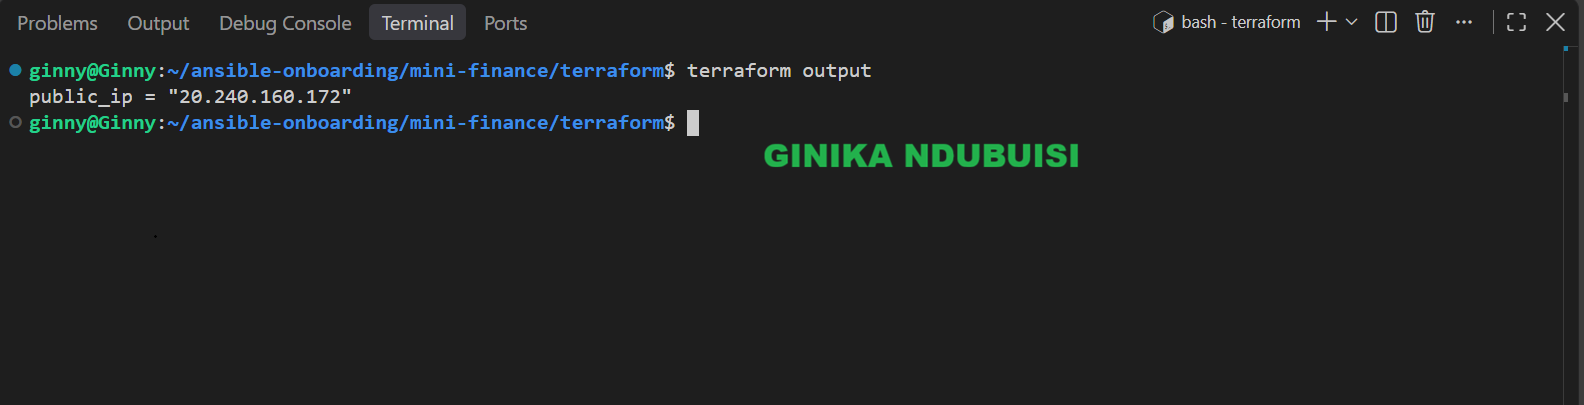 Problems Output Debug Console Terminal Ports bash - terraform
ginny@Ginny:~/ansible-onboarding/mini-finance/terraform$ terraform output
public_ip = "20.240.160.172"
ginny@Ginny:~/ansible-onboarding/mini-finance/terraform$
GINIKA NDUBUISI